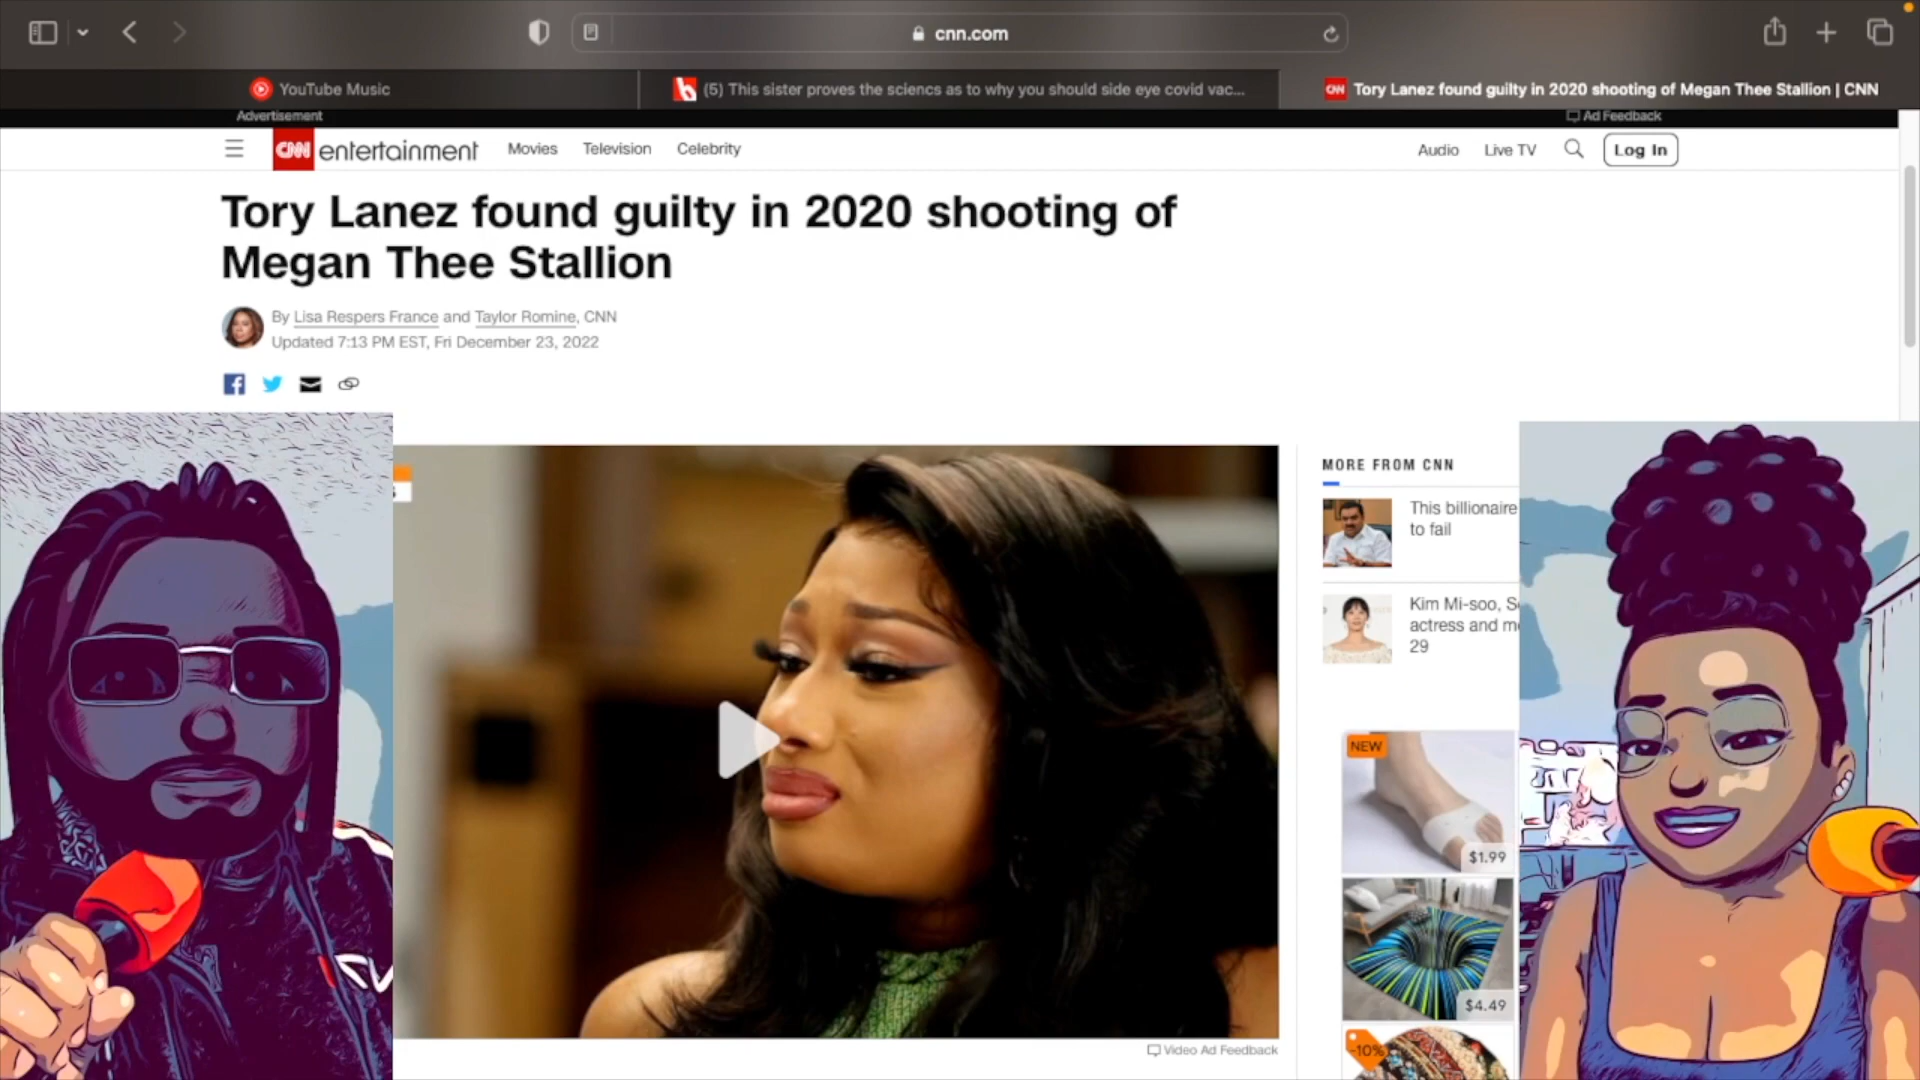 cnn.com
YouTube Music
(5) This sister proves the sciencs as to why you should side eye covid vac...
CNN Tory Lanez found guilty in 2020 shooting of Megan Thee Stallion | CNN
Advertisement
Ad Feedback
CNN entertainment Movies Television Celebrity
Audio Live TV Log In
Tory Lanez found guilty in 2020 shooting of
Megan Thee Stallion
By Lisa Respers France and Taylor Romine, CNN
Updated 7:13 PM EST, Fri December 23, 2022
MORE FROM CNN
This billionaire
to fail
Kim Mi-soo, S
actress and m
29
NEW
$1.99
$4.49
-10%
Video Ad Feedback